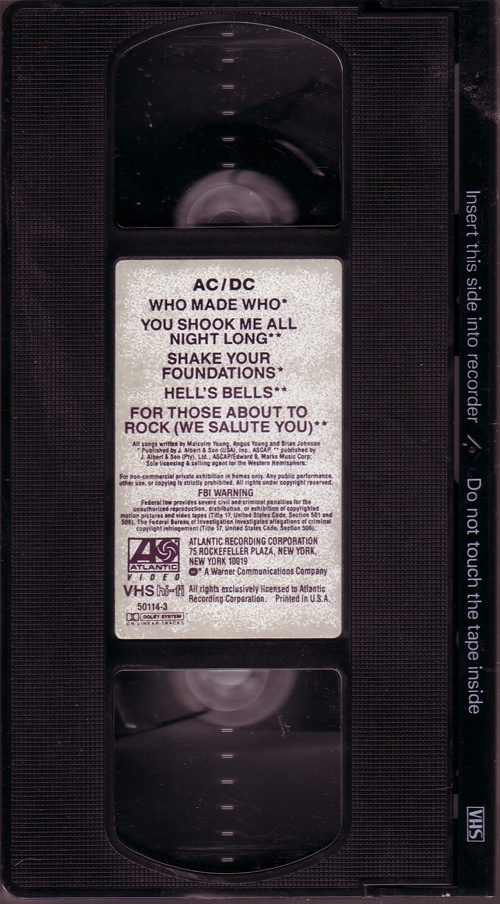 AC/DC
WHO MADE WHO*
YOU SHOOK ME ALL
NIGHT LONG**
SHAKE YOUR
FOUNDATIONS*
HELL'S BELLS**
FOR THOSE ABOUT TO
ROCK (WE SALUTE YOU)**
All songs written by Malcolm Young, Angus Young and Brian Johnson
* Published by J. Albert & Son (USA), Inc., ASCAP, ** published by
J. Albert & Son (Pty), Ltd.; ASCAP/Edward B. Marks Music Corp;
Sole licensing & selling agent for the Western Hemisphere.
For non-commercial private exhibition in homes only. Any public performance,
other use, or copying is strictly prohibited. All rights under copyright reserved.
FBI WARNING
Federal law provides severe civil and criminal penalties for the
unauthorized reproduction, distribution, or exhibition of copyrighted
motion pictures and video tapes (Title 17, United States Code, Section 501 and
506). The Federal Bureau of Investigation investigates allegations of criminal
copyright infringement (Title 17, United States Code, Section 506).
ATLANTIC
VIDEO
VHS hi-fi
50114-3
DOLBY SYSTEM
ON LINEAR TRACKS
ATLANTIC RECORDING CORPORATION
75 ROCKEFELLER PLAZA, NEW YORK,
NEW YORK 10019
A Warner Communications Company
All rights exclusively licensed to Atlantic
Recording Corporation. Printed in U.S.A.
Insert this side into recorder Do not touch the tape inside
VHS